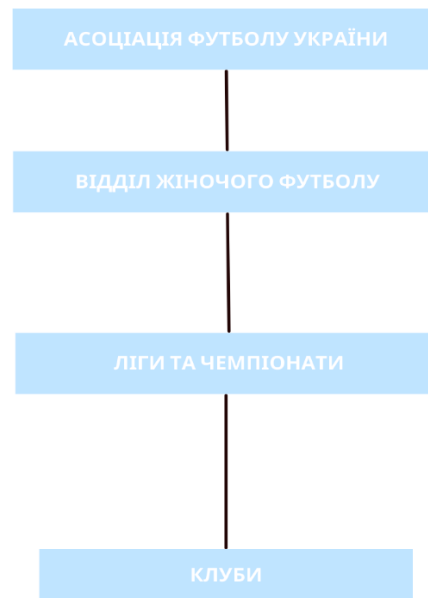 АСОЦІАЦІЯ ФУТБОЛУ УКРАЇНИ
ВІДДІЛ ЖІНОЧОГО ФУТБОЛУ
ЛІГИ ТА ЧЕМПІОНАТИ
КЛУБИ